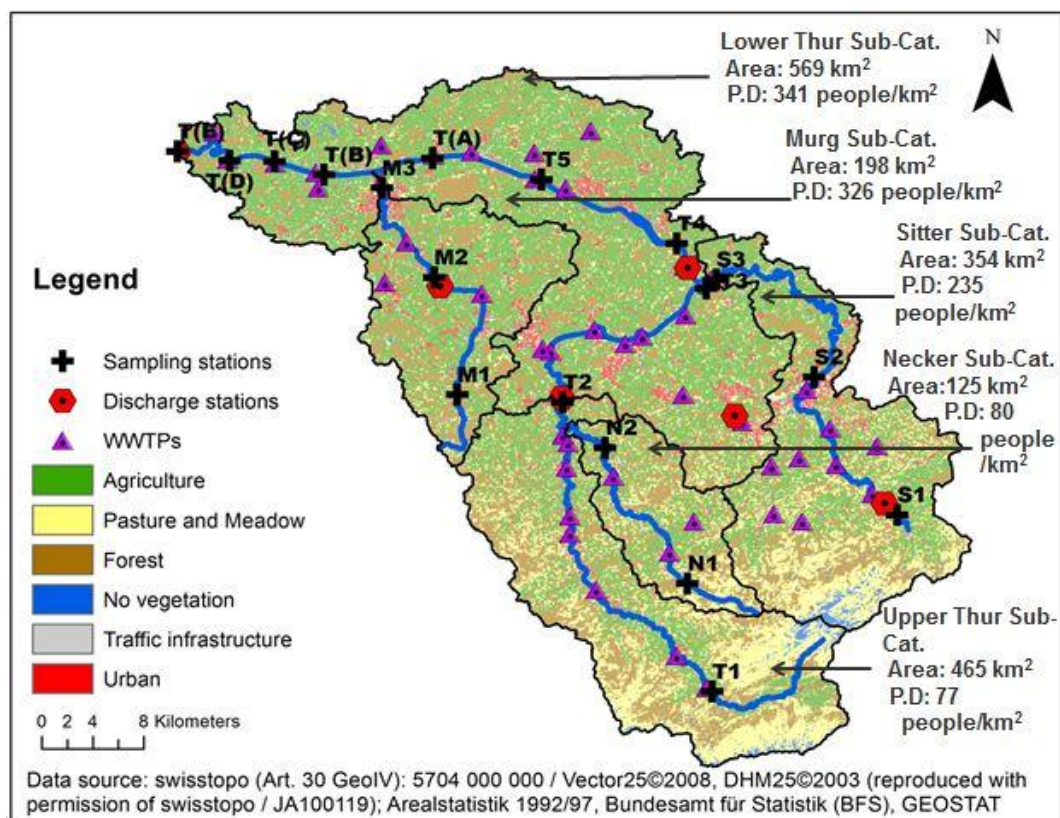 Lower Thur Sub-Cat.
Area: 569 km²
P.D: 341 people/km²
N
Murg Sub-Cat.
Area: 198 km²
P.D: 326 people/km²
Sitter Sub-Cat.
Area: 354 km²
P.D: 235
people/km²
Necker Sub-Cat.
Area:125 km²
P.D: 80
people
/km²
Upper Thur Sub-
Cat.
Area: 465 km²
P.D: 77
people/km²
T(E)
T(D)
T(C)
T(B)
M3
T(A)
T5
T4
S3
M2
M1
T2
N2
S2
S1
N1
T1
Legend
Sampling stations
Discharge stations
WWTPs
Agriculture
Pasture and Meadow
Forest
No vegetation
Traffic infrastructure
Urban
0 2 4 8 Kilometers
Data source: swisstopo (Art. 30 GeoIV): 5704 000 000 / Vector25©2008, DHM25©2003 (reproduced with
permission of swisstopo / JA100119); Arealstatistik 1992/97, Bundesamt für Statistik (BFS), GEOSTAT